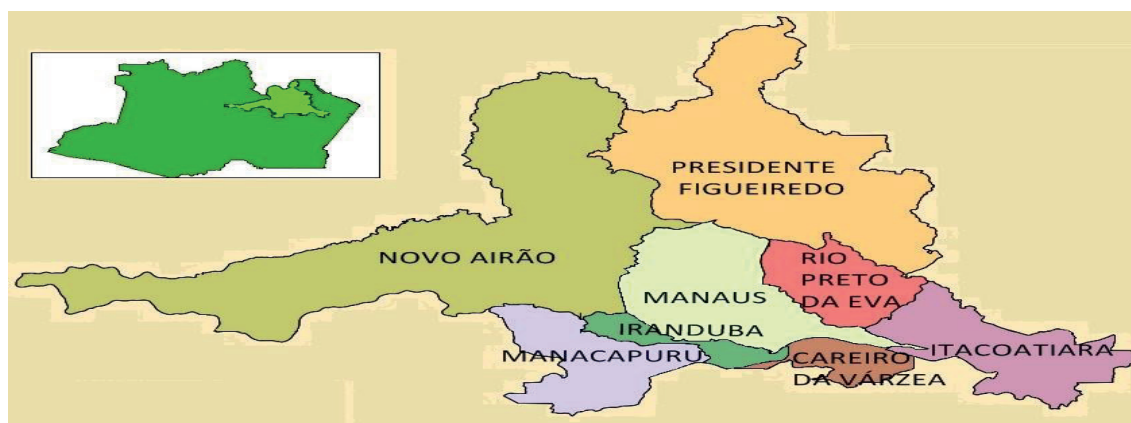 PRESIDENTE
FIGUEIREDO
NOVO AIRÃO
RIO
PRETO
DA EVA
MANAUS
IRANDUBA
MANACAPURU
CAREIRO
DA VÁRZEA
ITACOATIARA